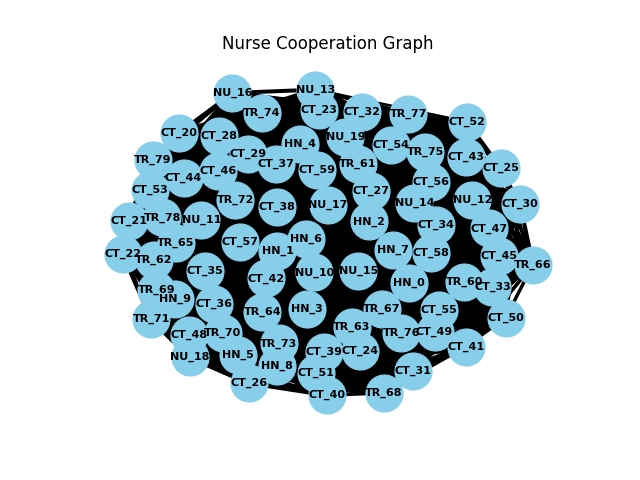 Nurse Cooperation Graph
NU_16
NU_13
TR_74
CT_23
CT_32
TR_77
CT_52
CT_20
CT_28
HN_4
NU_19
CT_54
TR_75
CT_43
TR_79
CT_29
CT_37
CT_59
TR_61
CT_25
CT_44
CT_46
CT_56
CT_53
CT_27
TR_72
CT_38
NU_17
NU_14
NU_12
CT_30
CT_21
TR_78
NU_11
HN_2
CT_34
CT_47
TR_65
CT_57
HN_1
HN_6
HN_7
CT_58
CT_22
TR_62
CT_45
TR_66
CT_35
CT_42
NU_10
NU_15
HN_0
TR_60
CT_33
TR_69
HN_9
CT_36
TR_64
HN_3
TR_67
CT_55
TR_71
CT_50
CT_48
TR_70
TR_63
TR_76
CT_49
NU_18
HN_5
TR_73
CT_39
CT_24
CT_41
HN_8
CT_51
CT_31
CT_26
CT_40
TR_68